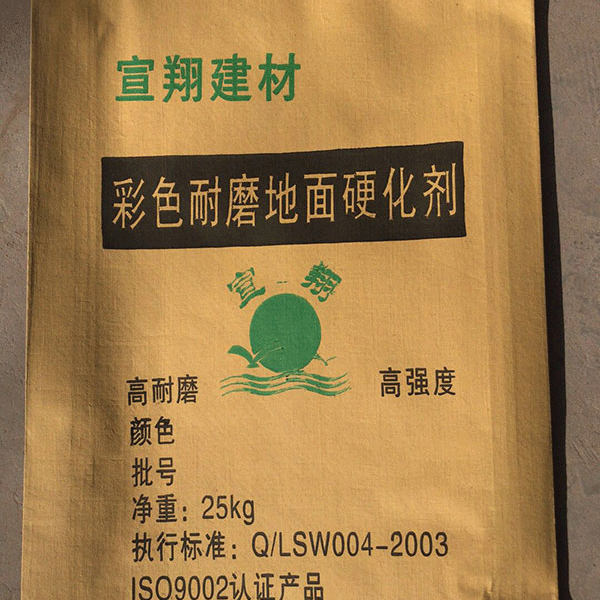 宣翔建材
彩色耐磨地面硬化剂
宣翔
高耐磨 高强度
颜色
批号
净重：25kg
执行标准：Q/LSW004-2003
ISO9002认证产品